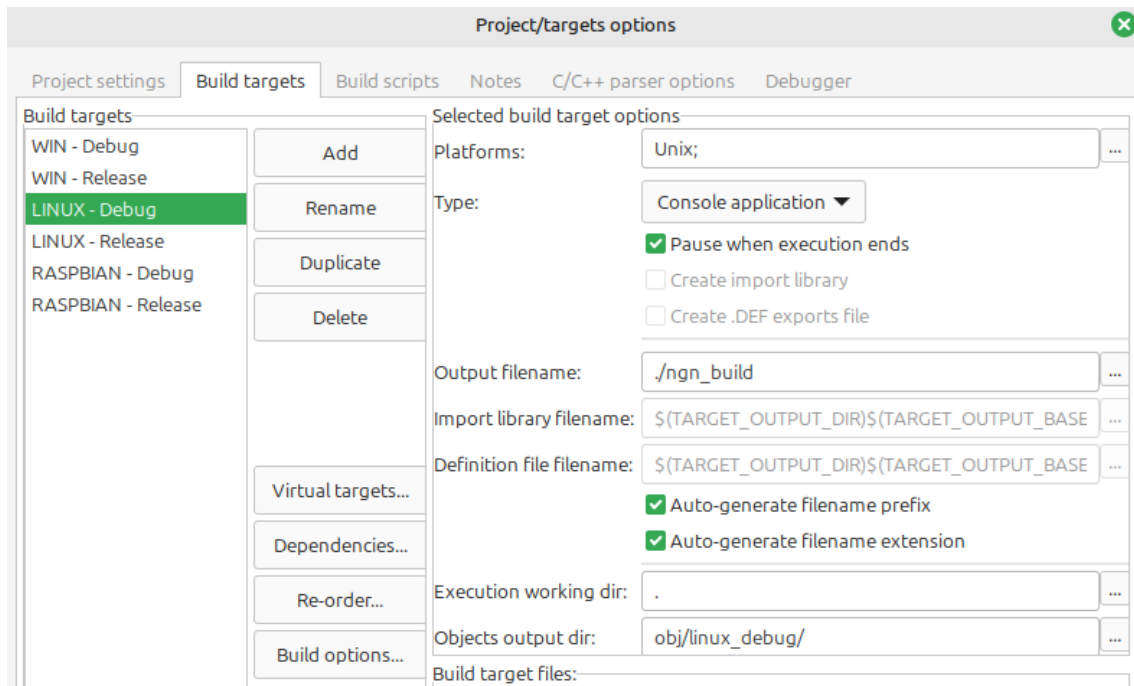 Project/targets options
Project settings
Build targets
Build scripts
Notes
C/C++ parser options
Debugger
Build targets
WIN - Debug
WIN - Release
LINUX - Debug
LINUX - Release
RASPBIAN - Debug
RASPBIAN - Release
Add
Rename
Duplicate
Delete
Virtual targets...
Dependencies...
Re-order...
Build options...
Selected build target options
Platforms:
Unix;
...
Type:
Console application
Pause when execution ends
Create import library
Create .DEF exports file
Output filename:
./ngn_build
...
Import library filename:
$(TARGET_OUTPUT_DIR)$(TARGET_OUTPUT_BASE
...
Definition file filename:
$(TARGET_OUTPUT_DIR)$(TARGET_OUTPUT_BASE
...
Auto-generate filename prefix
Auto-generate filename extension
Execution working dir:
.
...
Objects output dir:
obj/linux_debug/
...
Build target files: